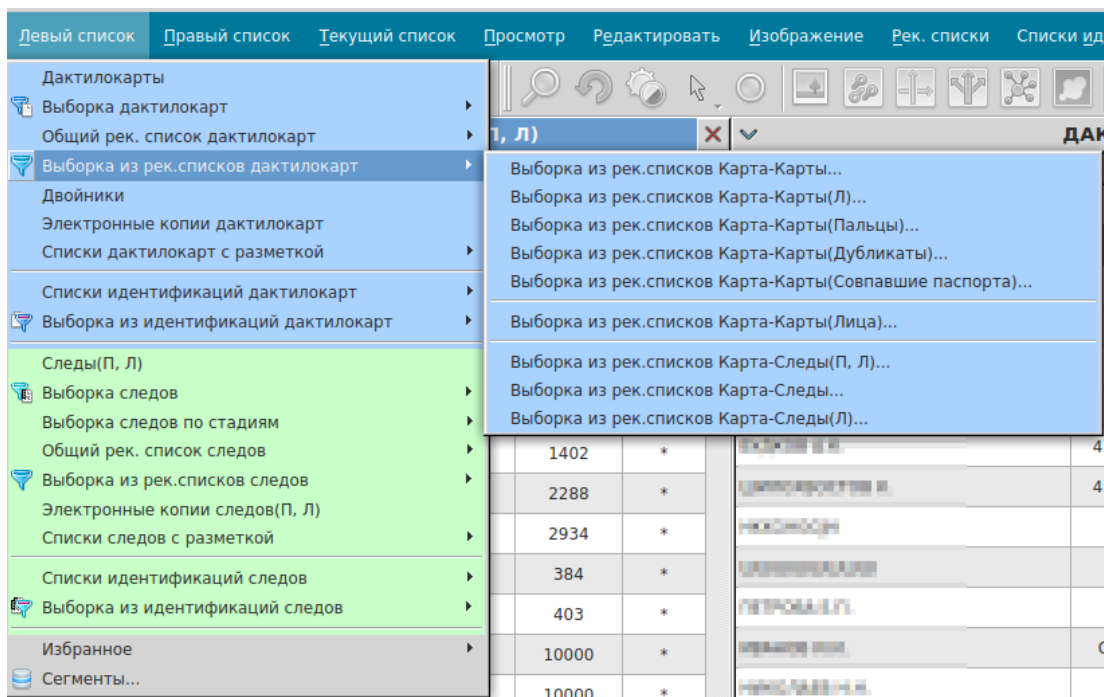 Левый список Правый список Текущий список Просмотр Редактировать Изображение Рек. списки Списки
Дактилокарты
Выборка дактилокарт
Общий рек. список дактилокарт
Выборка из рек.списков дактилокарт
Двойники
Электронные копии дактилокарт
Списки дактилокарт с разметкой
Списки идентификаций дактилокарт
Выборка из идентификаций дактилокарт
Следы(П, Л)
Выборка следов
Выборка следов по стадиям
Общий рек. список следов
Выборка из рек.списков следов
Электронные копии следов(П, Л)
Списки следов с разметкой
Списки идентификаций следов
Выборка из идентификаций следов
Избранное
Сегменты...
Л)
Выборка из рек.списков Карта-Карты...
Выборка из рек.списков Карта-Карты(Л)...
Выборка из рек.списков Карта-Карты(Пальцы)...
Выборка из рек.списков Карта-Карты(Дубликаты)...
Выборка из рек.списков Карта-Карты(Совпавшие паспорта)...
Выборка из рек.списков Карта-Карты(Лица)...
Выборка из рек.списков Карта-Следы(П, Л)...
Выборка из рек.списков Карта-Следы...
Выборка из рек.списков Карта-Следы(Л)...
1402 *
2288 *
2934 *
384 *
403 *
10000 *
10000 *